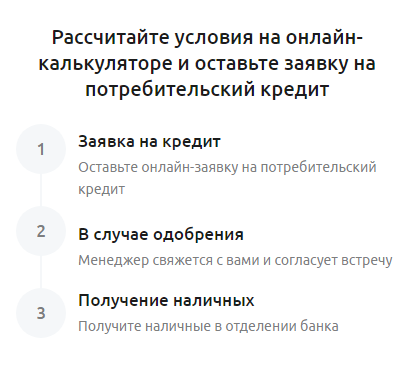 Рассчитайте условия на онлайн-
калькуляторе и оставьте заявку на
потребительский кредит
1
Заявка на кредит
Оставьте онлайн-заявку на потребительский
кредит
2
В случае одобрения
Менеджер свяжется с вами и согласует встречу
3
Получение наличных
Получите наличные в отделении банка